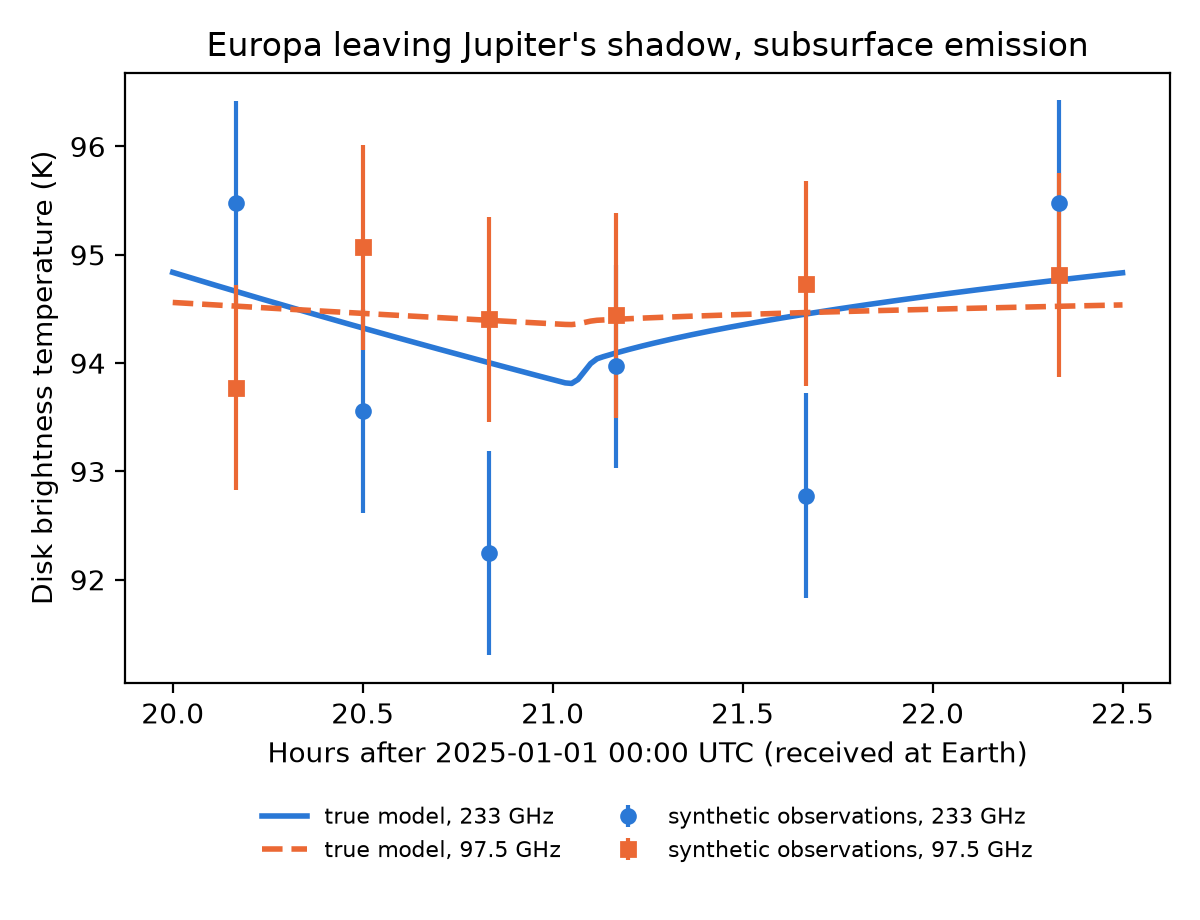 Europa leaving Jupiter's shadow, subsurface emission
Disk brightness temperature (K)
96
95
94
93
92
20.0 20.5 21.0 21.5 22.0 22.5
Hours after 2025-01-01 00:00 UTC (received at Earth)
true model, 233 GHz
true model, 97.5 GHz
synthetic observations, 233 GHz
synthetic observations, 97.5 GHz